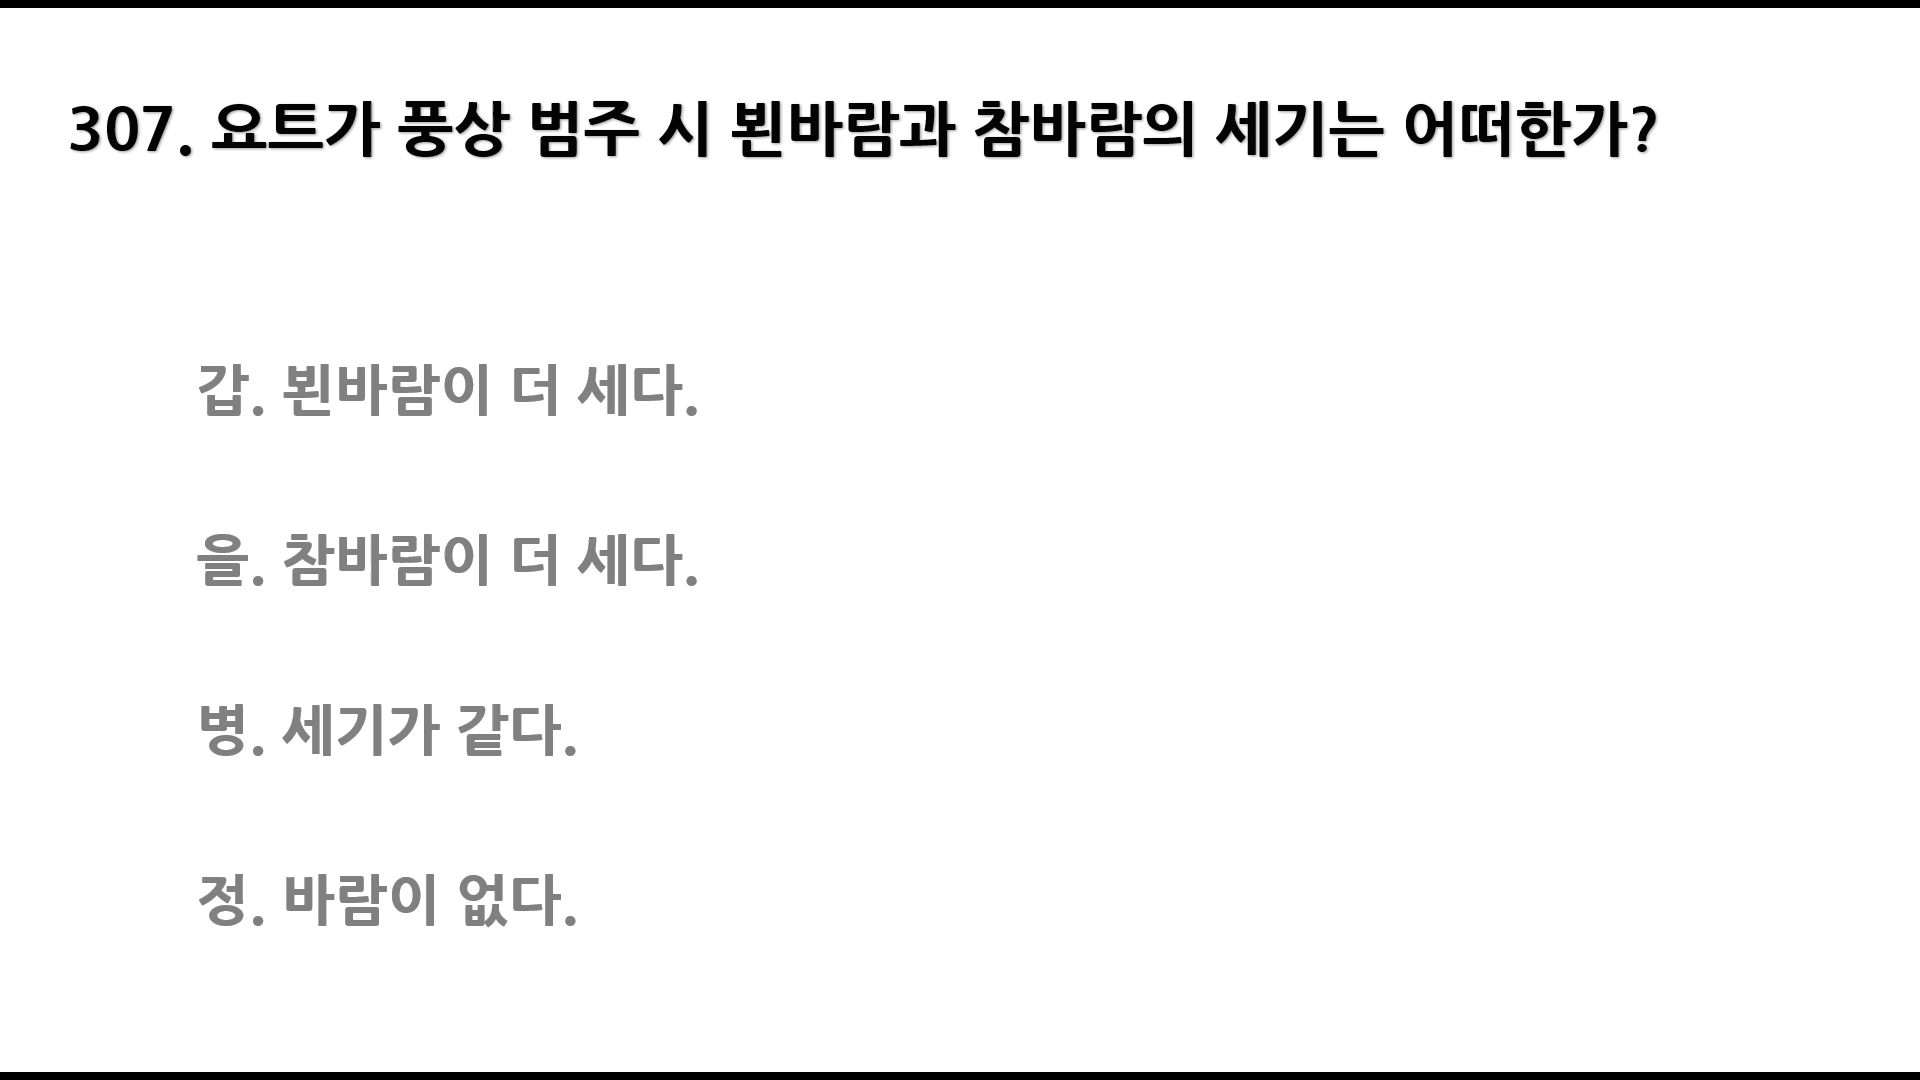 307. 요트가 풍상 범주 시 뵌바람과 참바람의 세기는 어떠한가?
갑. 뵌바람이 더 세다.
을. 참바람이 더 세다.
병. 세기가 같다.
정. 바람이 없다.